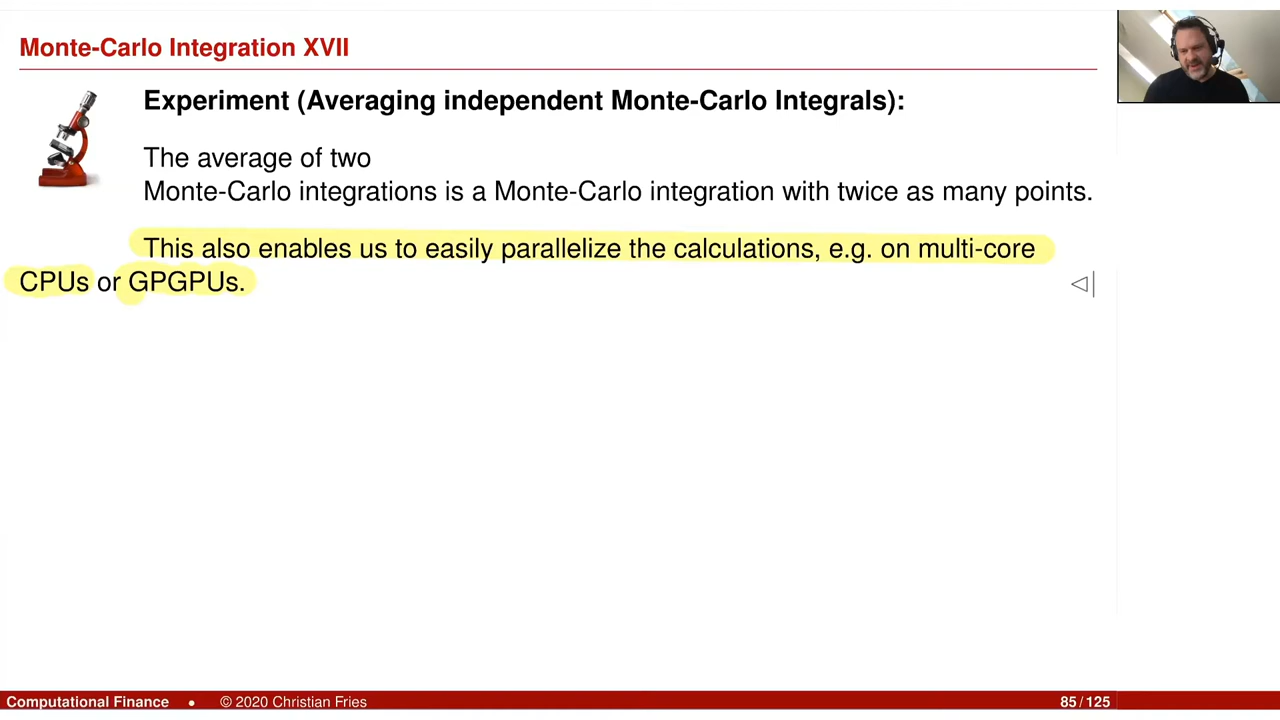 Monte-Carlo Integration XVII
Experiment (Averaging independent Monte-Carlo Integrals):
The average of two
Monte-Carlo integrations is a Monte-Carlo integration with twice as many points.
This also enables us to easily parallelize the calculations, e.g. on multi-core
CPUs or GPGPUs.
Computational Finance • © 2020 Christian Fries 85/125